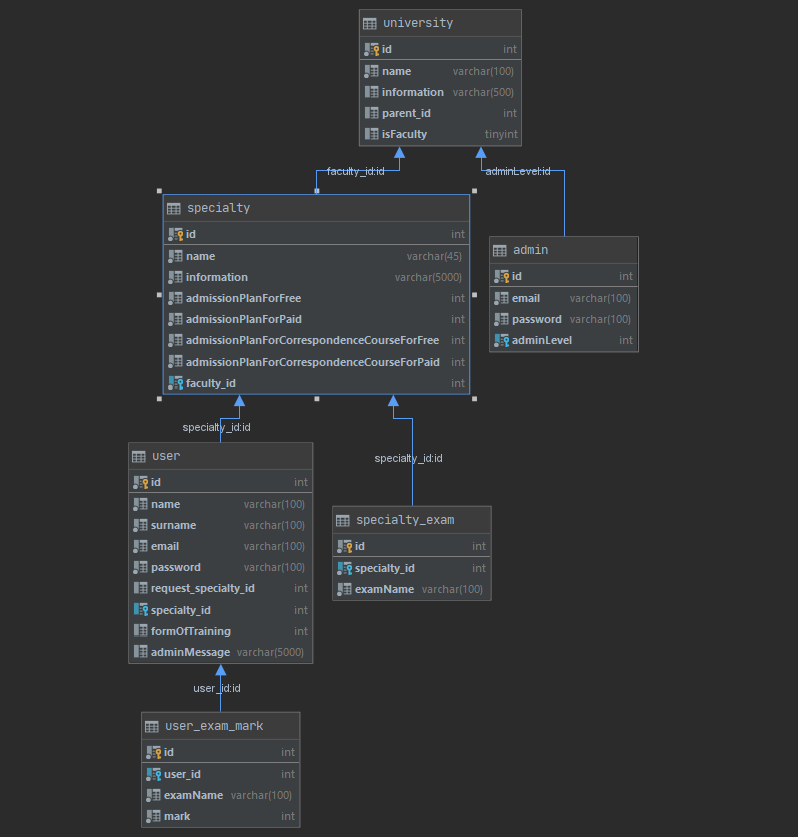 university
id int
name varchar(100)
information varchar(500)
parent_id int
isFaculty tinyint
faculty_id:id
adminLevel:id
specialty
id int
name varchar(45)
information varchar(5000)
admissionPlanForFree int
admissionPlanForPaid int
admissionPlanForCorrespondenceCourseForFree int
admissionPlanForCorrespondenceCourseForPaid int
faculty_id int
admin
id int
email varchar(100)
password varchar(100)
adminLevel int
specialty_id:id
specialty_id:id
user
id int
name varchar(100)
surname varchar(100)
email varchar(100)
password varchar(100)
request_specialty_id int
specialty_id int
formOfTraining int
adminMessage varchar(5000)
specialty_exam
id int
specialty_id int
examName varchar(100)
user_id:id
user_exam_mark
id int
user_id int
examName varchar(100)
mark int